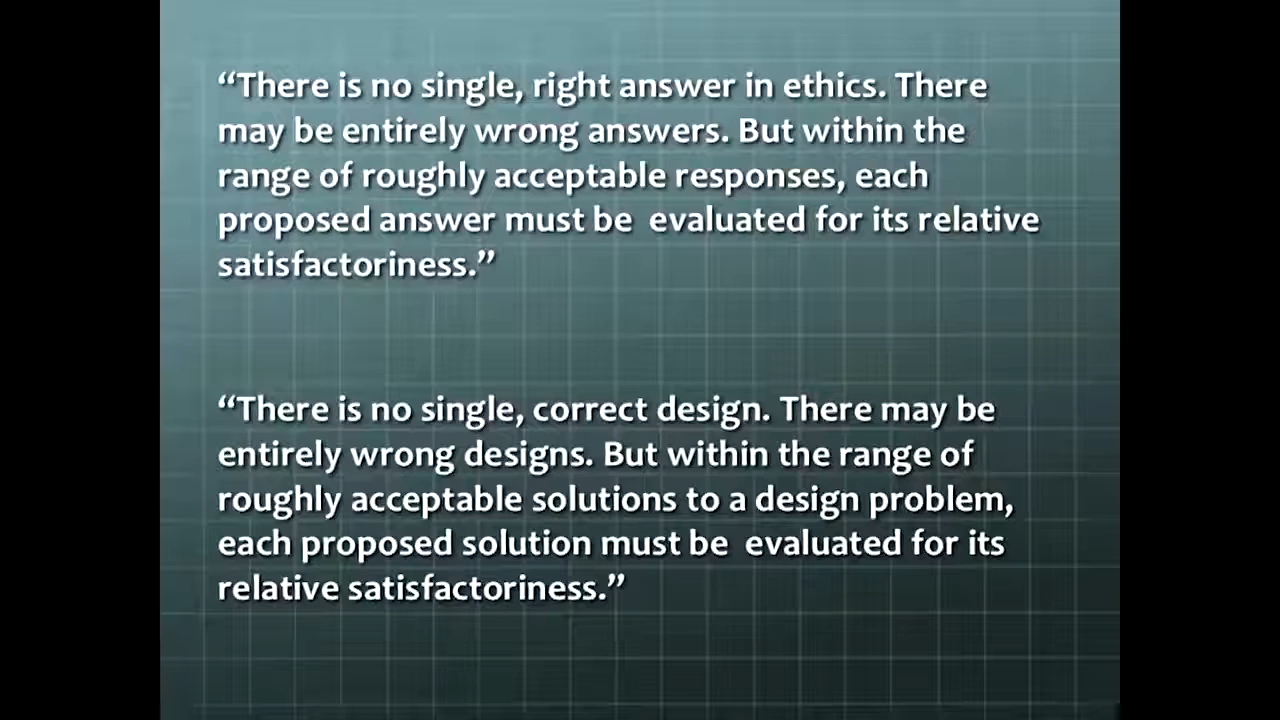 “There is no single, right answer in ethics. There
may be entirely wrong answers. But within the
range of roughly acceptable responses, each
proposed answer must be  evaluated for its relative
satisfactoriness.”
“There is no single, correct design. There may be
entirely wrong designs. But within the range of
roughly acceptable solutions to a design problem,
each proposed solution must be  evaluated for its
relative satisfactoriness.”